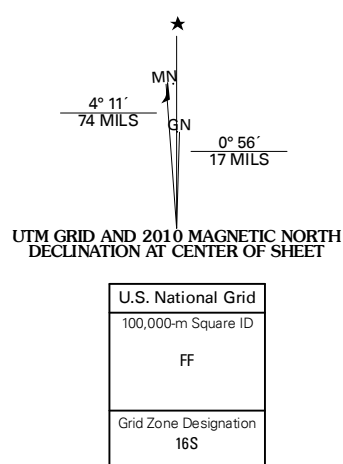 ★
MN
4° 11´
74 MILS
GN
0° 56´
17 MILS
UTM GRID AND 2010 MAGNETIC NORTH
DECLINATION AT CENTER OF SHEET
U.S. National Grid
100,000-m Square ID
FF
Grid Zone Designation
16S